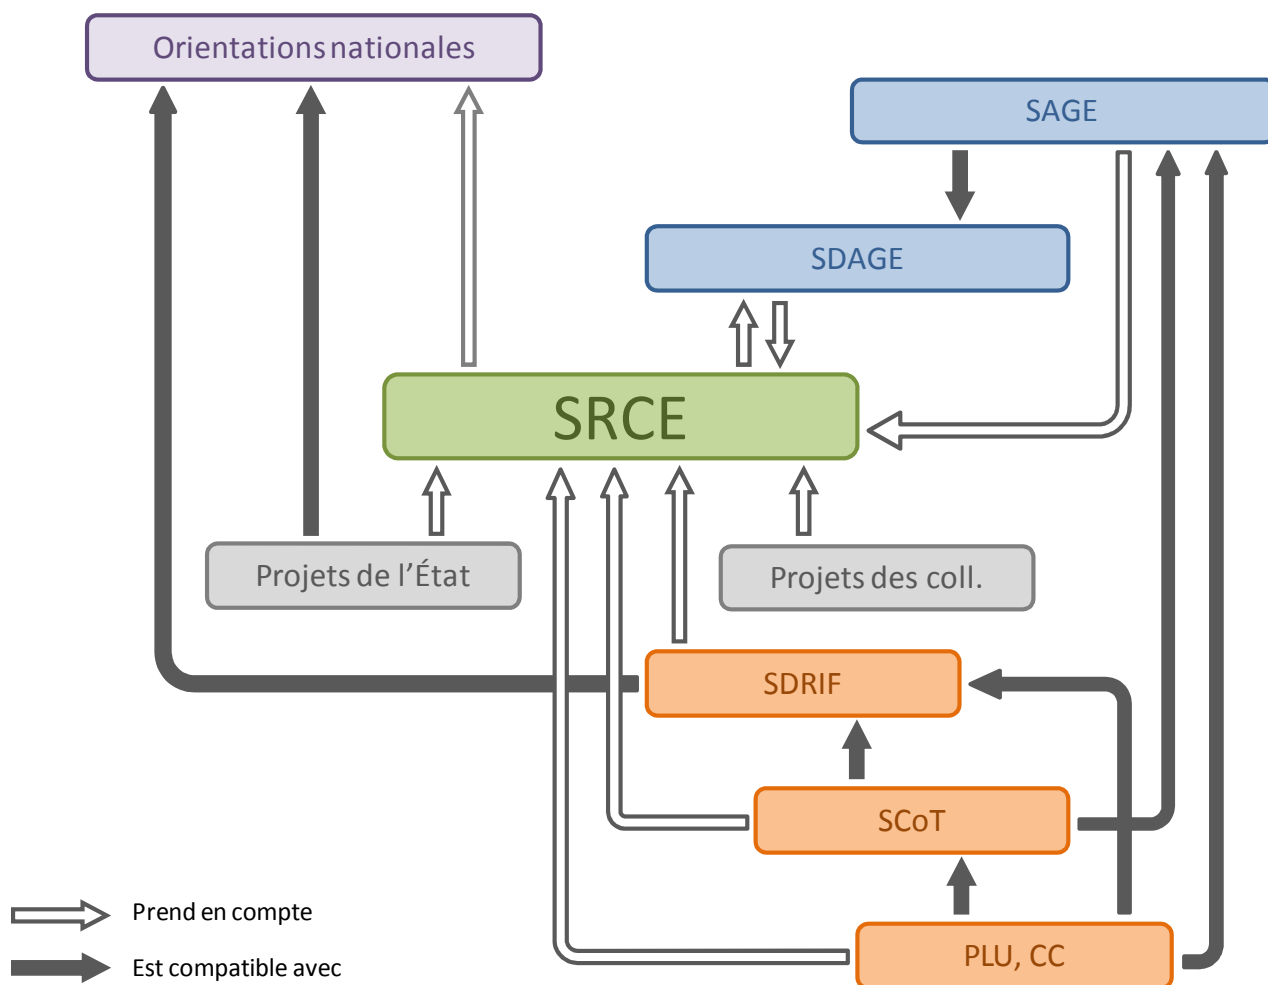 Orientations nationales
SAGE
SDAGE
SRCE
Projets de l’État
Projets des coll.
SDRIF
SCoT
Prend en compte
PLU, CC
Est compatible avec